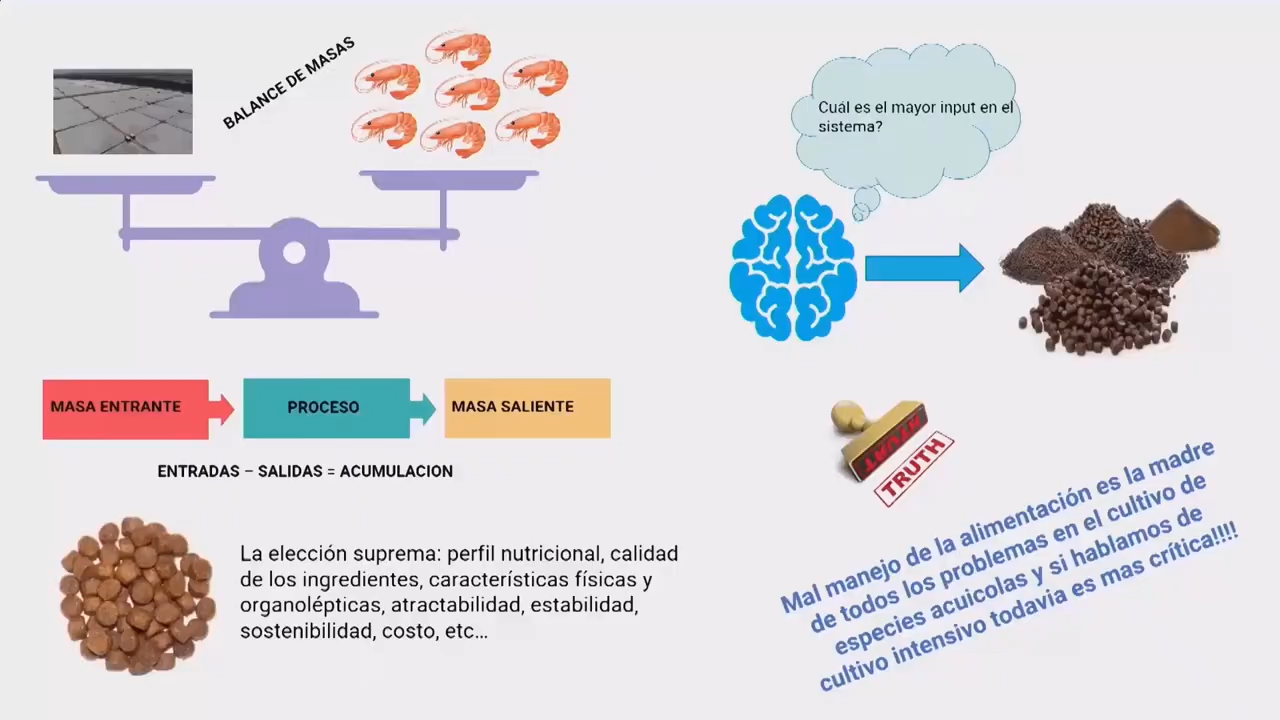 BALANCE DE MASAS
Cuál es el mayor input en el
sistema?
MASA ENTRANTE
PROCESO
MASA SALIENTE
ENTRADAS – SALIDAS = ACUMULACION
TRUTH
TRUTH
La elección suprema: perfil nutricional, calidad
de los ingredientes, características físicas y
organolépticas, atractabilidad, estabilidad,
sostenibilidad, costo, etc...
Mal manejo de la alimentación es la madre
de todos los problemas en el cultivo de
especies acuicolas y si hablamos de
cultivo intensivo todavia es mas crítica!!!!